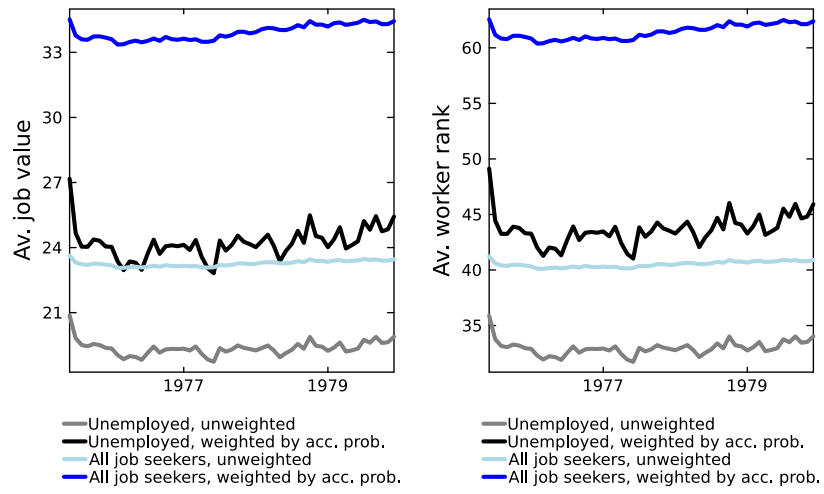 Av. job value
33
30
27
24
21
1977
1979
Unemployed, unweighted
Unemployed, weighted by acc. prob.
All job seekers, unweighted
All job seekers, weighted by acc. prob.
Av. worker rank
60
55
50
45
40
35
1977
1979
Unemployed, unweighted
Unemployed, weighted by acc. prob.
All job seekers, unweighted
All job seekers, weighted by acc. prob.